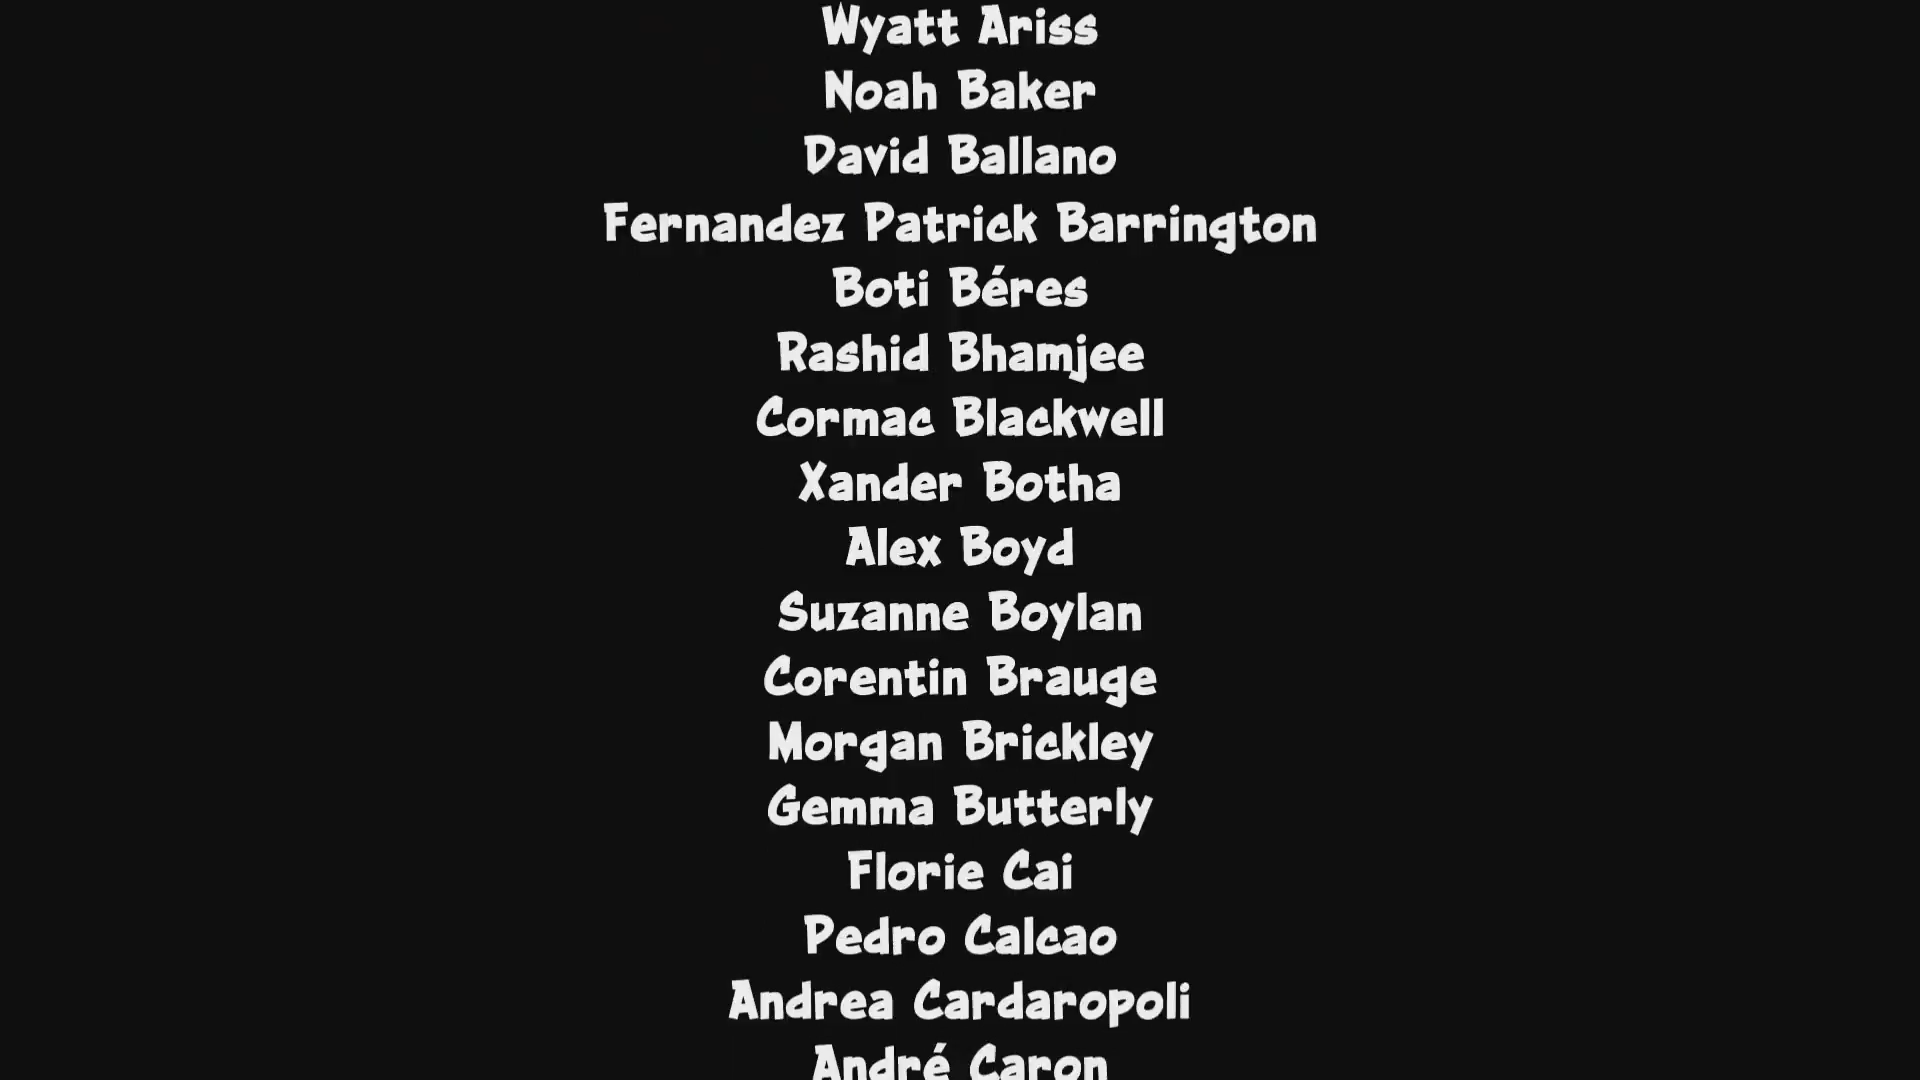 Wyatt Ariss
Noah Baker
David Ballano
Fernandez Patrick Barrington
Boti Béres
Rashid Bhamjee
Cormac Blackwell
Xander Botha
Alex Boyd
Suzanne Boylan
Corentin Brauge
Morgan Brickley
Gemma Butterly
Florie Cai
Pedro Calcao
Andrea Cardaropoli
André Caron